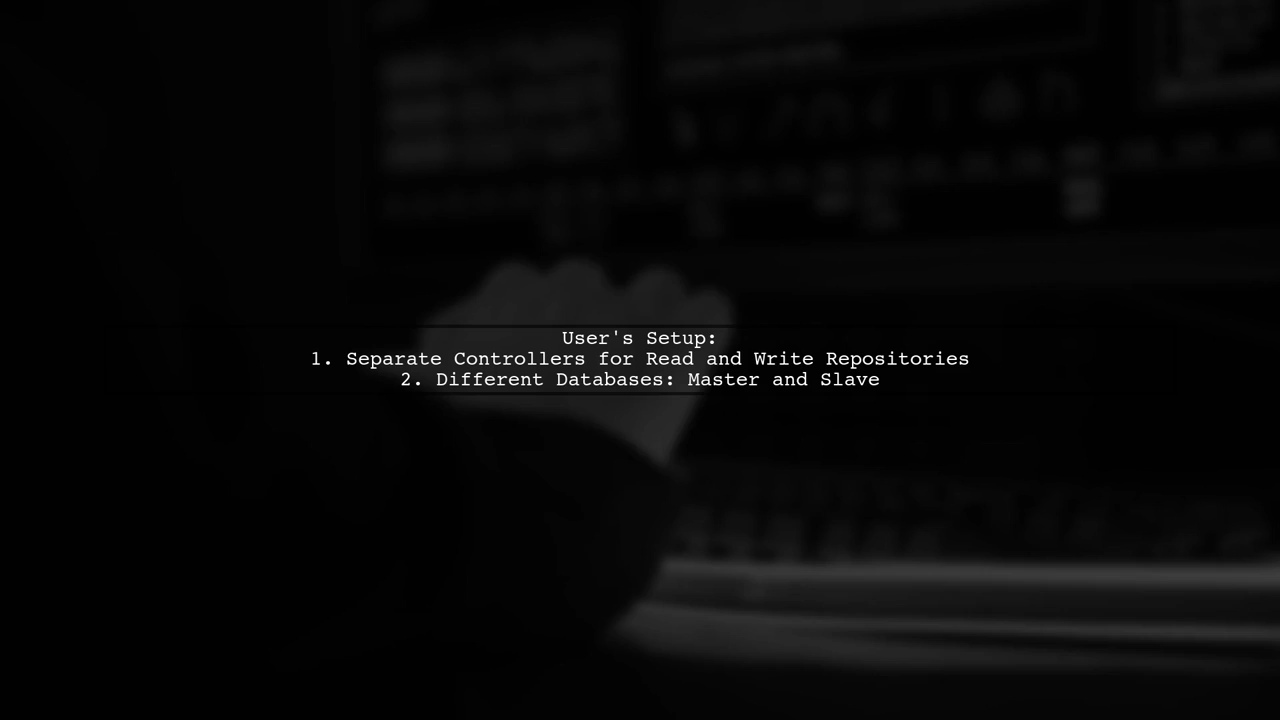 User's Setup:
1. Separate Controllers for Read and Write Repositories
2. Different Databases: Master and Slave